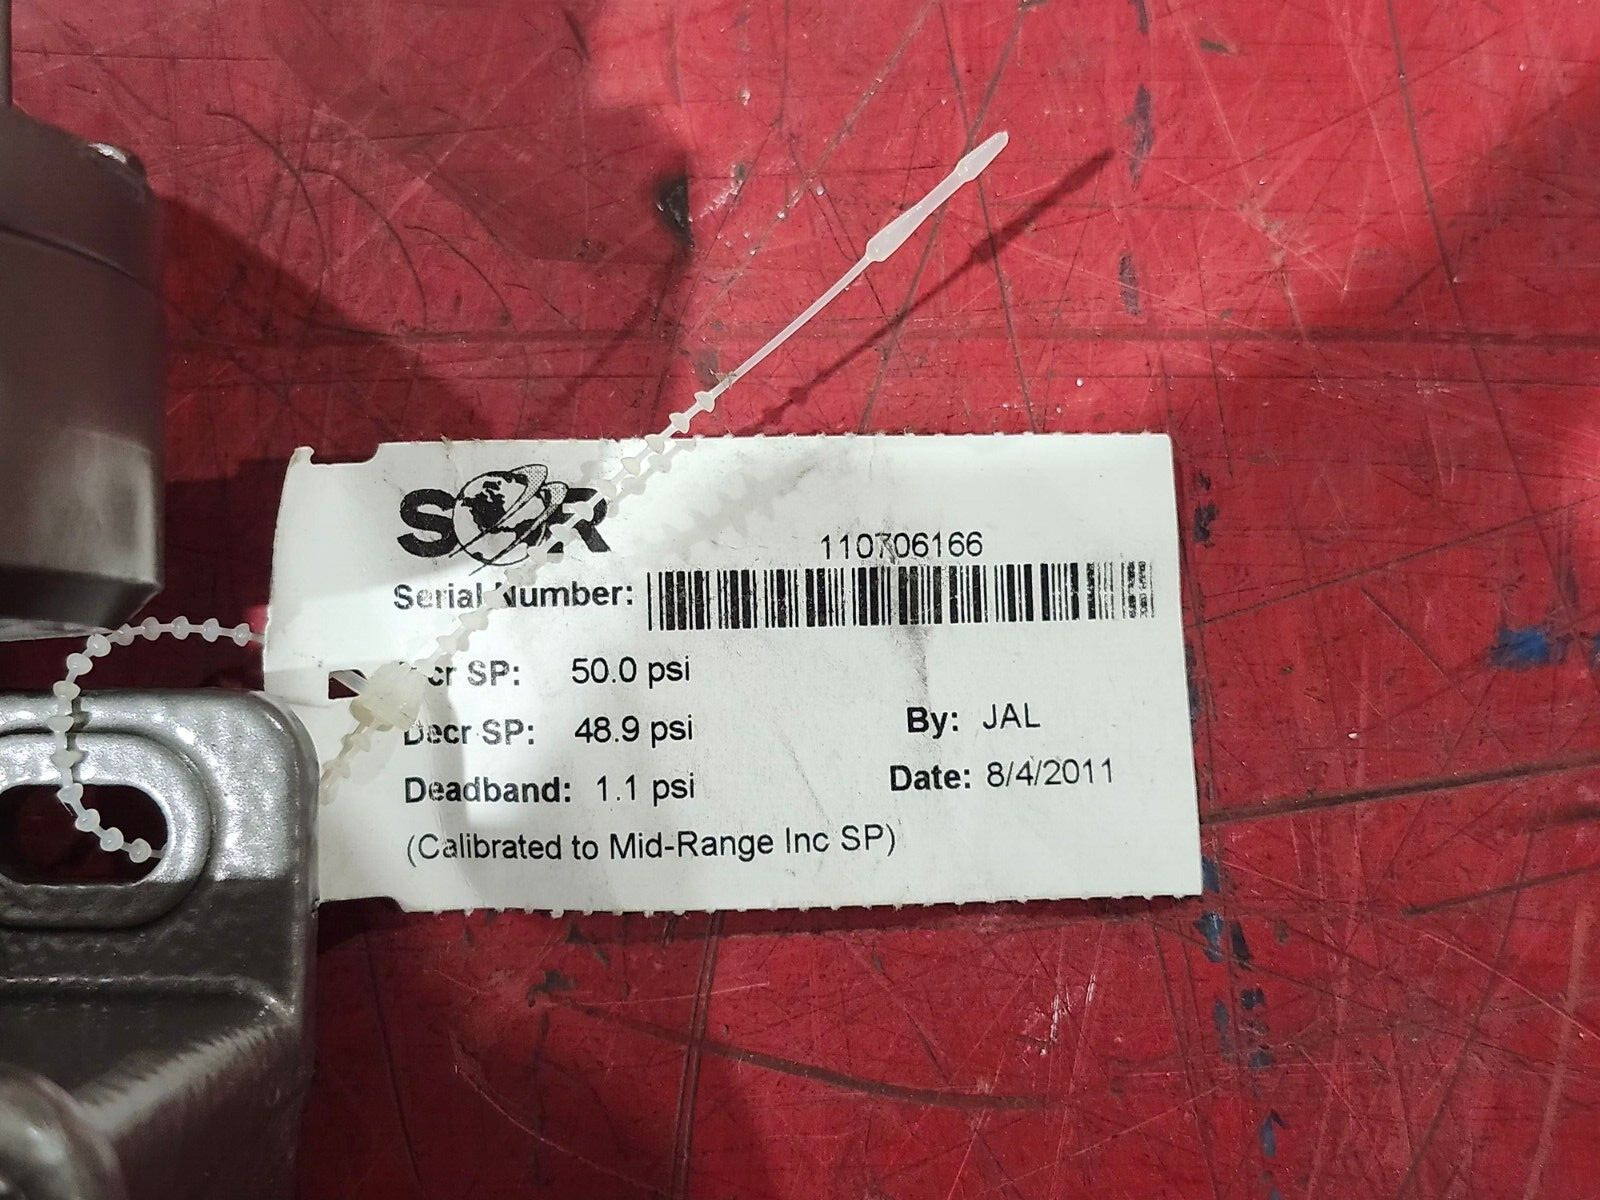 SOR
110706166
Serial Number:
SP: 50.0 psi
Decr SP: 48.9 psi
By: JAL
Deadband: 1.1 psi
Date: 8/4/2011
(Calibrated to Mid-Range Inc SP)